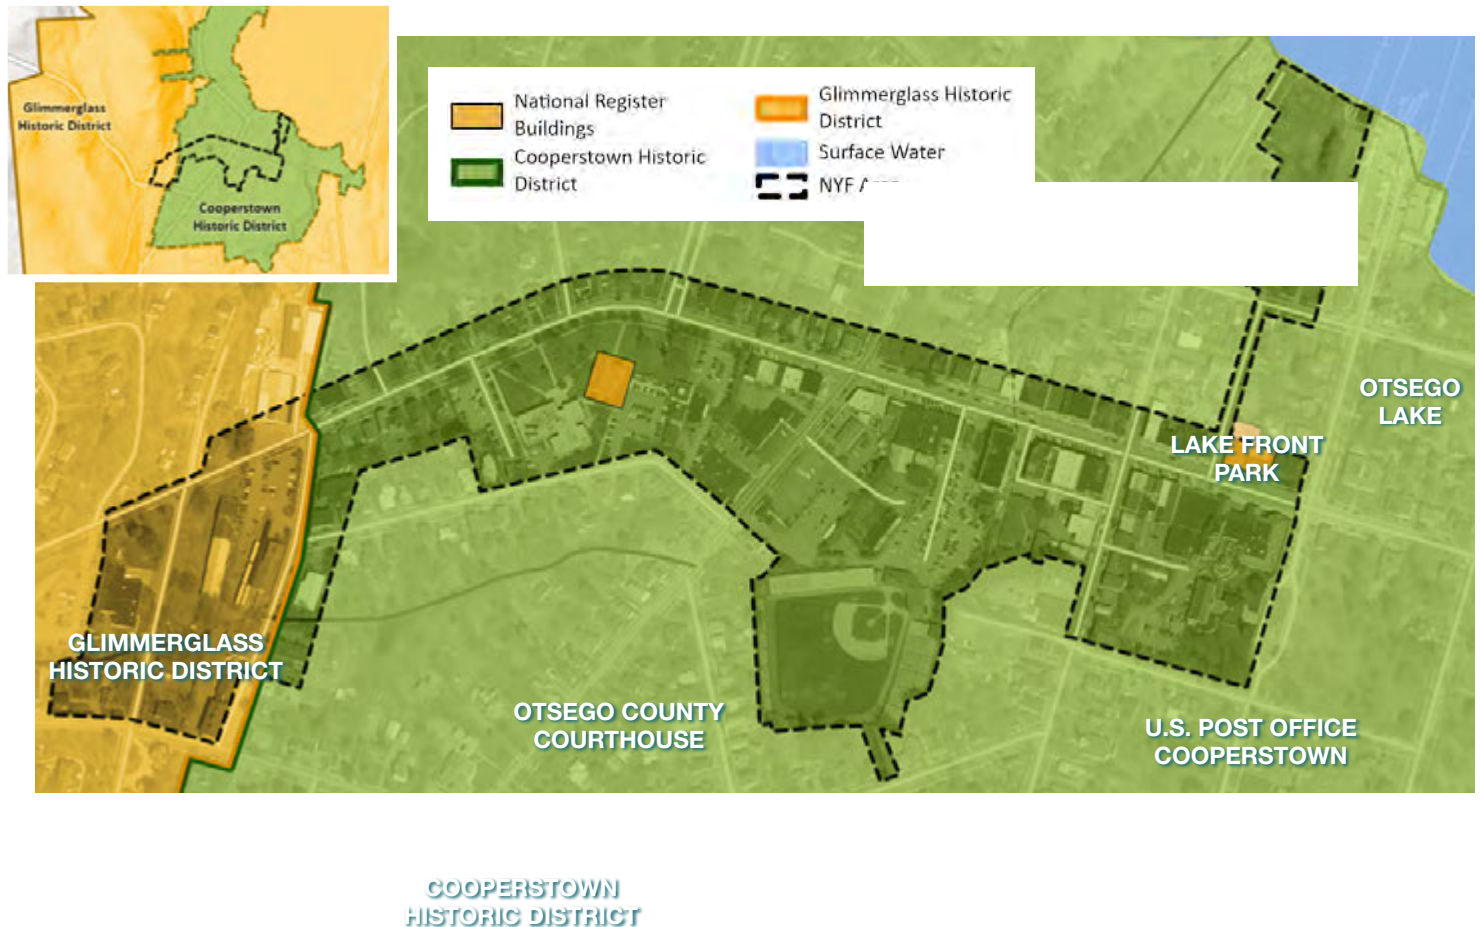 Glimmerglass
Historic District
Cooperstown
Historic District
National Register
Buildings
Cooperstown Historic
District
Glimmerglass Historic
District
Surface Water
NYF
OTSEGO
LAKE
LAKE FRONT
PARK
GLIMMERGLASS
HISTORIC DISTRICT
OTSEGO COUNTY
COURTHOUSE
U.S. POST OFFICE
COOPERSTOWN
COOPERSTOWN
HISTORIC DISTRICT